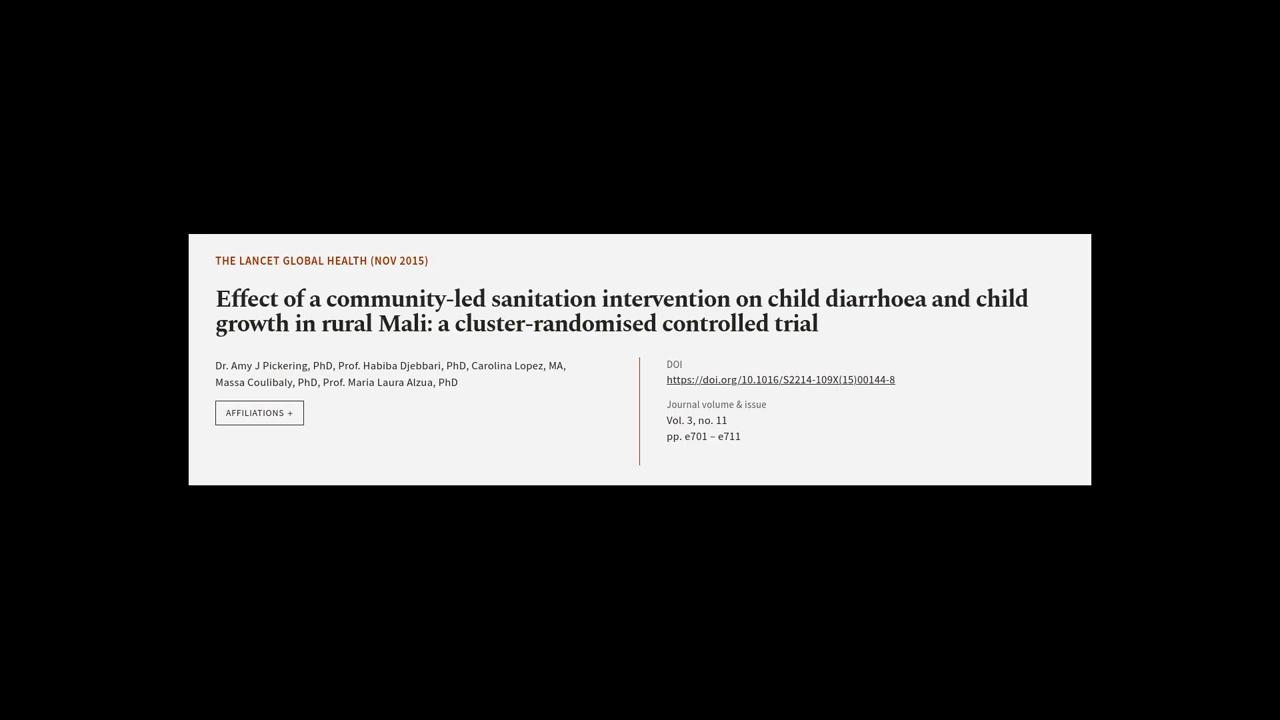 THE LANCET GLOBAL HEALTH (NOV 2015)
Effect of a community-led sanitation intervention on child diarrhoea and child
growth in rural Mali: a cluster-randomised controlled trial
Dr. Amy J Pickering, PhD, Prof. Habiba Djebbari, PhD, Carolina Lopez, MA,
Massa Coulibaly, PhD, Prof. Maria Laura Alzua, PhD
AFFILIATIONS +
DOI
https://doi.org/10.1016/S2214-109X(15)00144-8
Journal volume & issue
Vol. 3, no. 11
pp. e701 – e711